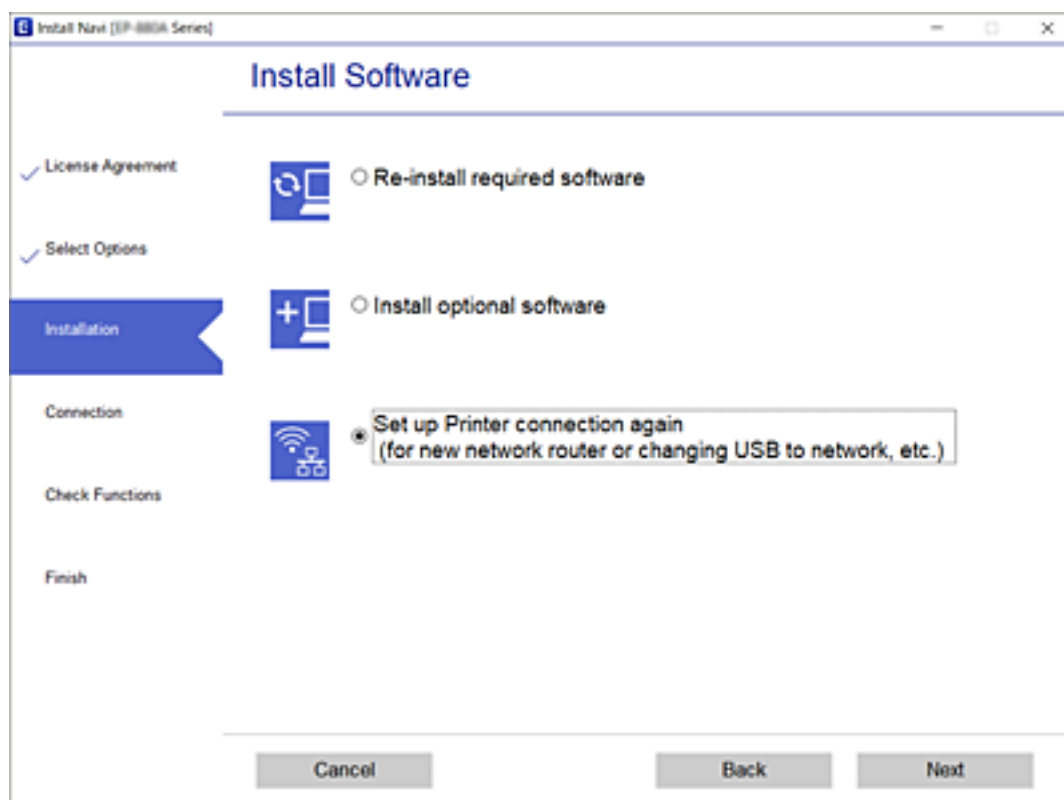 Install Navi [ Series]
Install Software
License Agreement
Select Options
Installation
Connection
Check Functions
Finish
Re-install required software
Install optional software
Set up Printer connection again
(for new network router or changing USB to network, etc.)
Cancel
Back
Next